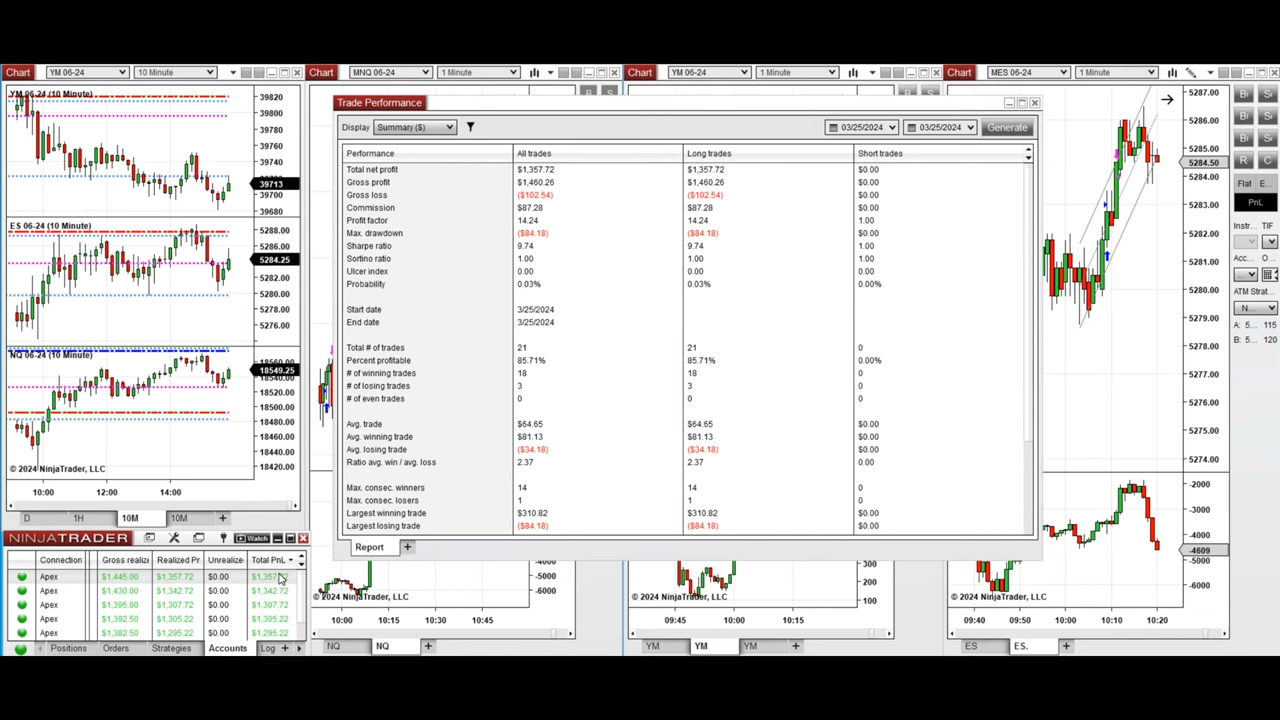 Chart YM 06-24 10 Minute
Chart MNQ 06-24 1 Minute
Chart YM 06-24 1 Minute
Chart MES 06-24 1 Minute
YM 06-24 (10 Minute)
39820
39780
39760
39740
39720
39713
39700
39680
ES 06-24 (10 Minute)
5288.00
5286.00
5284.25
5282.00
5280.00
5278.00
5276.00
NQ 06-24 (10 Minute)
18560.00
18549.25
18540.00
18520.00
18500.00
18480.00
18460.00
18440.00
18420.00
© 2024 NinjaTrader, LLC
10:00 12:00 14:00
D 1H 10M 10M +
Trade Performance
Display Summary ($) 03/25/2024 03/25/2024 Generate
Performance All trades Long trades Short trades
Total net profit $1,357.72 $1,357.72 $0.00
Gross profit $1,460.26 $1,460.26 $0.00
Gross loss ($102.54) ($102.54) $0.00
Commission $87.28 $87.28 $0.00
Profit factor 14.24 14.24 1.00
Max. drawdown ($84.18) ($84.18) $0.00
Sharpe ratio 9.74 9.74 1.00
Sortino ratio 1.00 1.00 1.00
Ulcer index 0.00 0.00 0.00
Probability 0.03% 0.03% 0.00%
Start date 3/25/2024
End date 3/25/2024
Total # of trades 21 21 0
Percent profitable 85.71% 85.71% 0.00%
# of winning trades 18 18 0
# of losing trades 3 3 0
# of even trades 0 0 0
Avg. trade $64.65 $64.65 $0.00
Avg. winning trade $81.13 $81.13 $0.00
Avg. losing trade ($34.18) ($34.18) $0.00
Ratio avg. win / avg. loss 2.37 2.37 0.00
Max. consec. winners 14 14 0
Max. consec. losers 1 1 0
Largest winning trade $310.82 $310.82 $0.00
Largest losing trade ($84.18) ($84.18) $0.00
Report +
NINJATRADER Watch
Connection Gross realiz Realized Pr Unrealize Total PnL
Apex $1,445.00 $1,357.72 $0.00 $1,357
Apex $1,430.00 $1,342.72 $0.00 $1,342.72
Apex $1,395.00 $1,307.72 $0.00 $1,307.72
Apex $1,392.50 $1,305.22 $0.00 $1,305.22
Apex $1,382.50 $1,295.22 $0.00 $1,295.22
Positions Orders Strategies Accounts Log +
-5000
-6000
© 2024 NinjaTrader, LLC
10:00 10:15 10:30 10:45
NQ NQ +
300
200
100
© 2024 NinjaTrader, LLC
09:45 10:00 10:15
YM YM YM +
5287.00
5286.00
5285.00
5284.50
5284.00
5283.00
5282.00
5281.00
5280.00
5279.00
5278.00
5277.00
5276.00
5275.00
5274.00
-2000
-3000
-4000
-4609
-5000
-6000
© 2024 NinjaTrader, LLC
09:40 09:50 10:00 10:10 10:20
ES ES. +
R C
Flat E...
PnL
Instr... TIF
Acc... O...
ATM Strat
N...
A: 5... 115
B: 5... 120